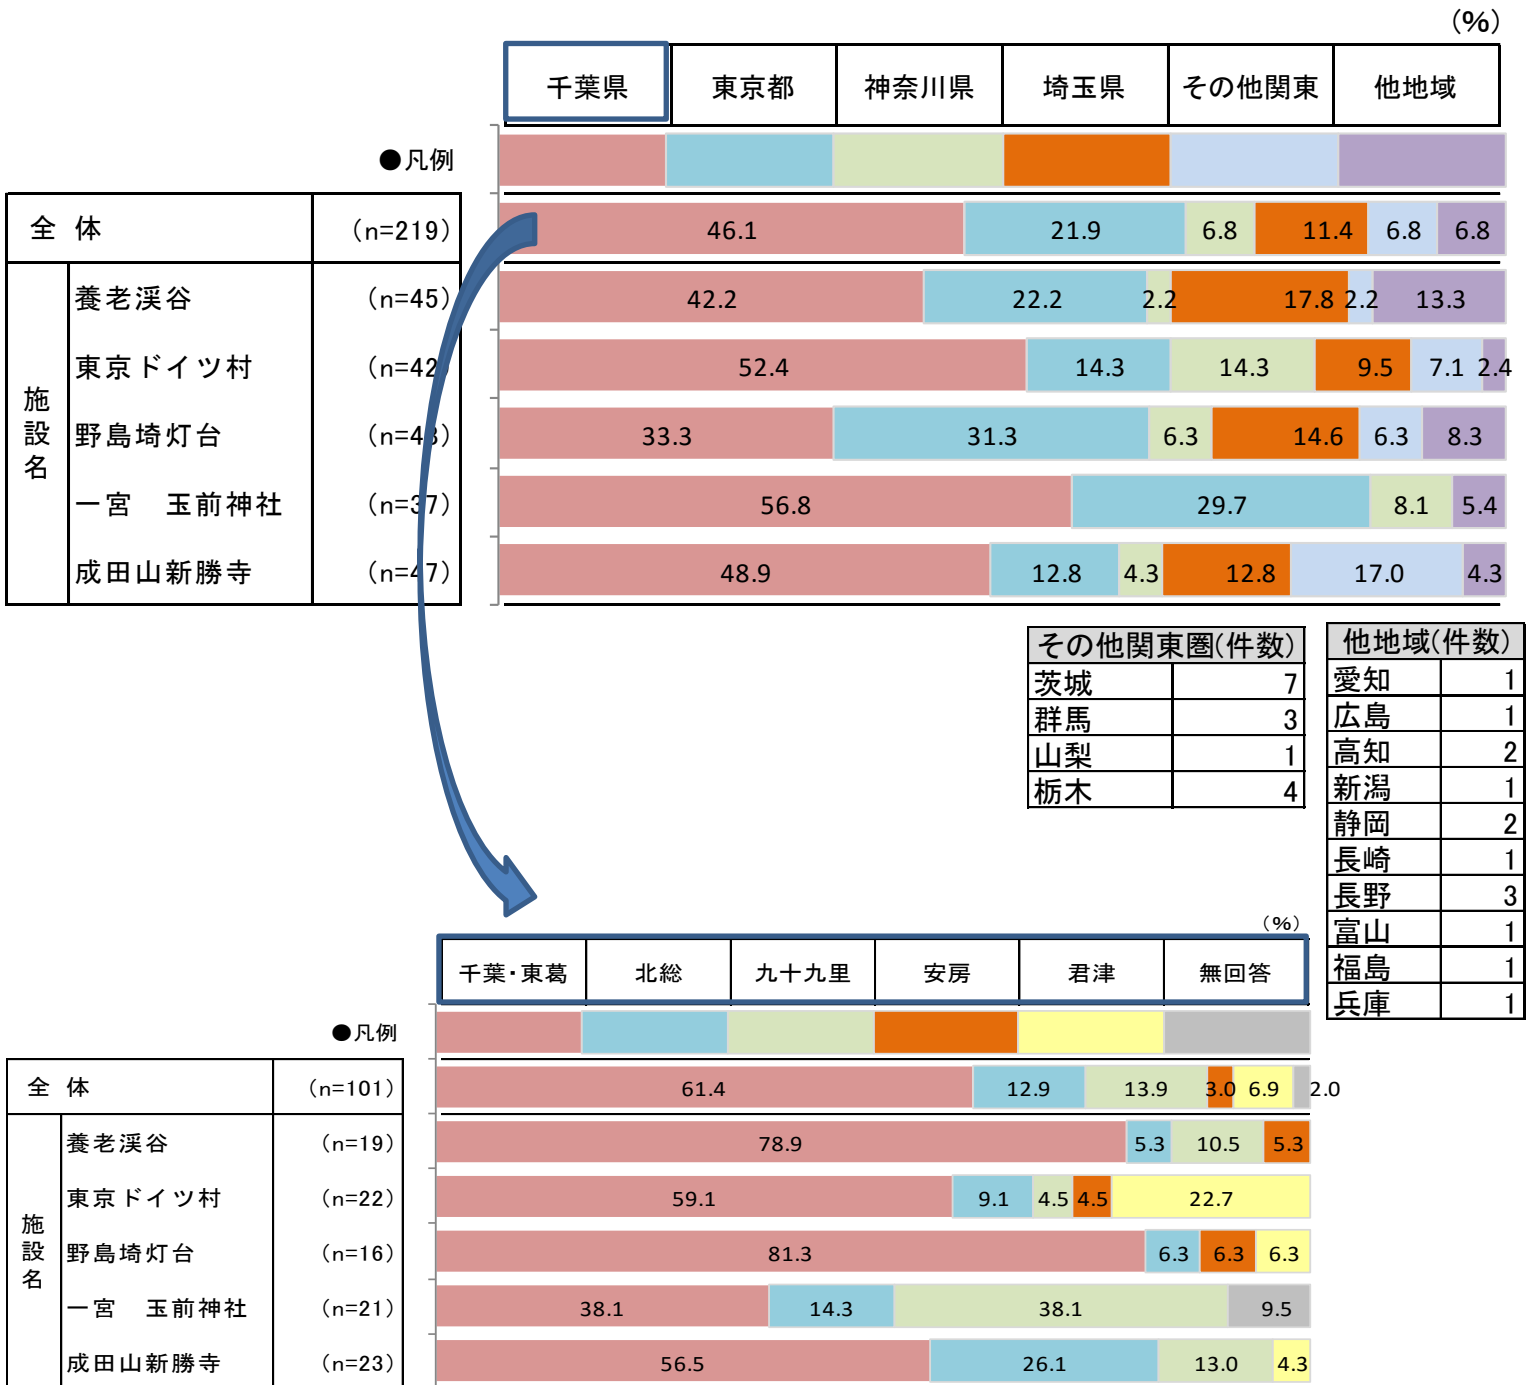 （%）
千葉県 東京都 神奈川県 埼玉県 その他関東 他地域
●凡例
全 体 （n=219） 46.1 21.9 6.8 11.4 6.8 6.8
施設名
養老渓谷 （n=45） 42.2 22.2 2.2 17.8 2.2 13.3
東京ドイツ村 （n=42） 52.4 14.3 14.3 9.5 7.1 2.4
野島埼灯台 （n=48） 33.3 31.3 6.3 14.6 6.3 8.3
一宮　玉前神社 （n=37） 56.8 29.7 8.1 5.4
成田山新勝寺 （n=47） 48.9 12.8 4.3 12.8 17.0 4.3
その他関東圏(件数)
茨城 7
群馬 3
山梨 1
栃木 4
他地域(件数)
愛知 1
広島 1
高知 2
新潟 1
静岡 2
長崎 1
長野 3
富山 1
福島 1
兵庫 1
（%）
千葉・東葛 北総 九十九里 安房 君津 無回答
●凡例
全 体 （n=101） 61.4 12.9 13.9 3.0 6.9 2.0
施設名
養老渓谷 （n=19） 78.9 5.3 10.5 5.3
東京ドイツ村 （n=22） 59.1 9.1 4.5 4.5 22.7
野島埼灯台 （n=16） 81.3 6.3 6.3 6.3
一宮　玉前神社 （n=21） 38.1 14.3 38.1 9.5
成田山新勝寺 （n=23） 56.5 26.1 13.0 4.3